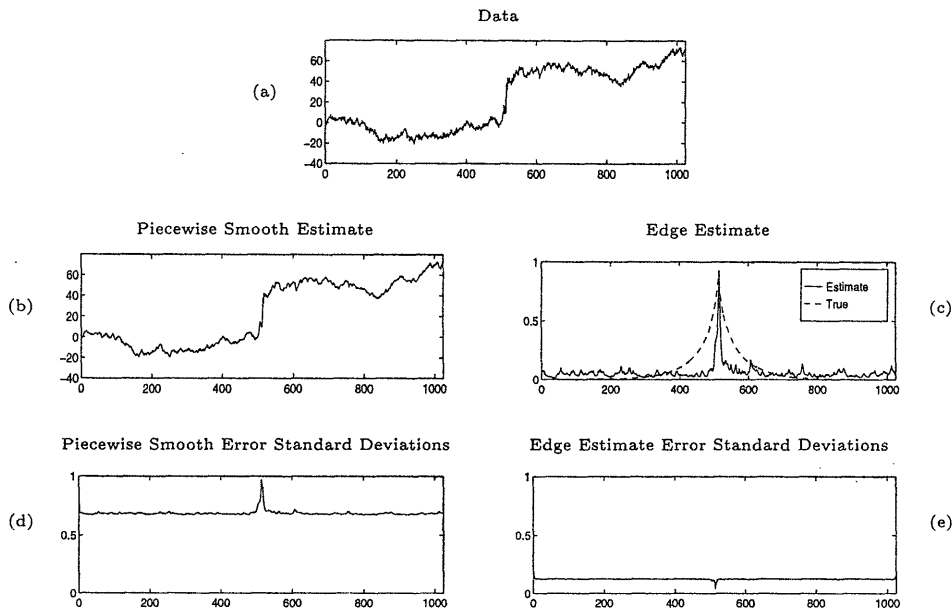 Data
(a)
60
40
20
0
−20
−40
0 200 400 600 800 1000
Piecewise Smooth Estimate
(b)
60
40
20
0
−20
−40
0 200 400 600 800 1000
Edge Estimate
(c)
1
0.5
0
Estimate
True
0 200 400 600 800 1000
Piecewise Smooth Error Standard Deviations
(d)
1
0.5
0
0 200 400 600 800 1000
Edge Estimate Error Standard Deviations
(e)
1
0.5
0
0 200 400 600 800 1000